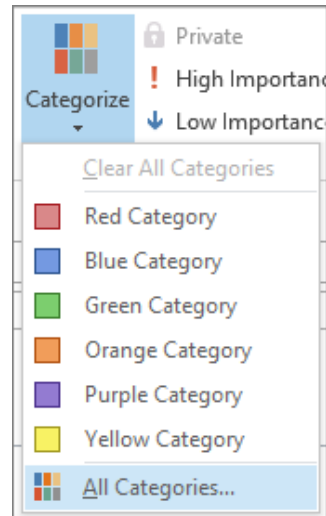 Private
High Importanc
Categorize
Low Importanc
Clear All Categories
Red Category
Blue Category
Green Category
Orange Category
Purple Category
Yellow Category
All Categories...